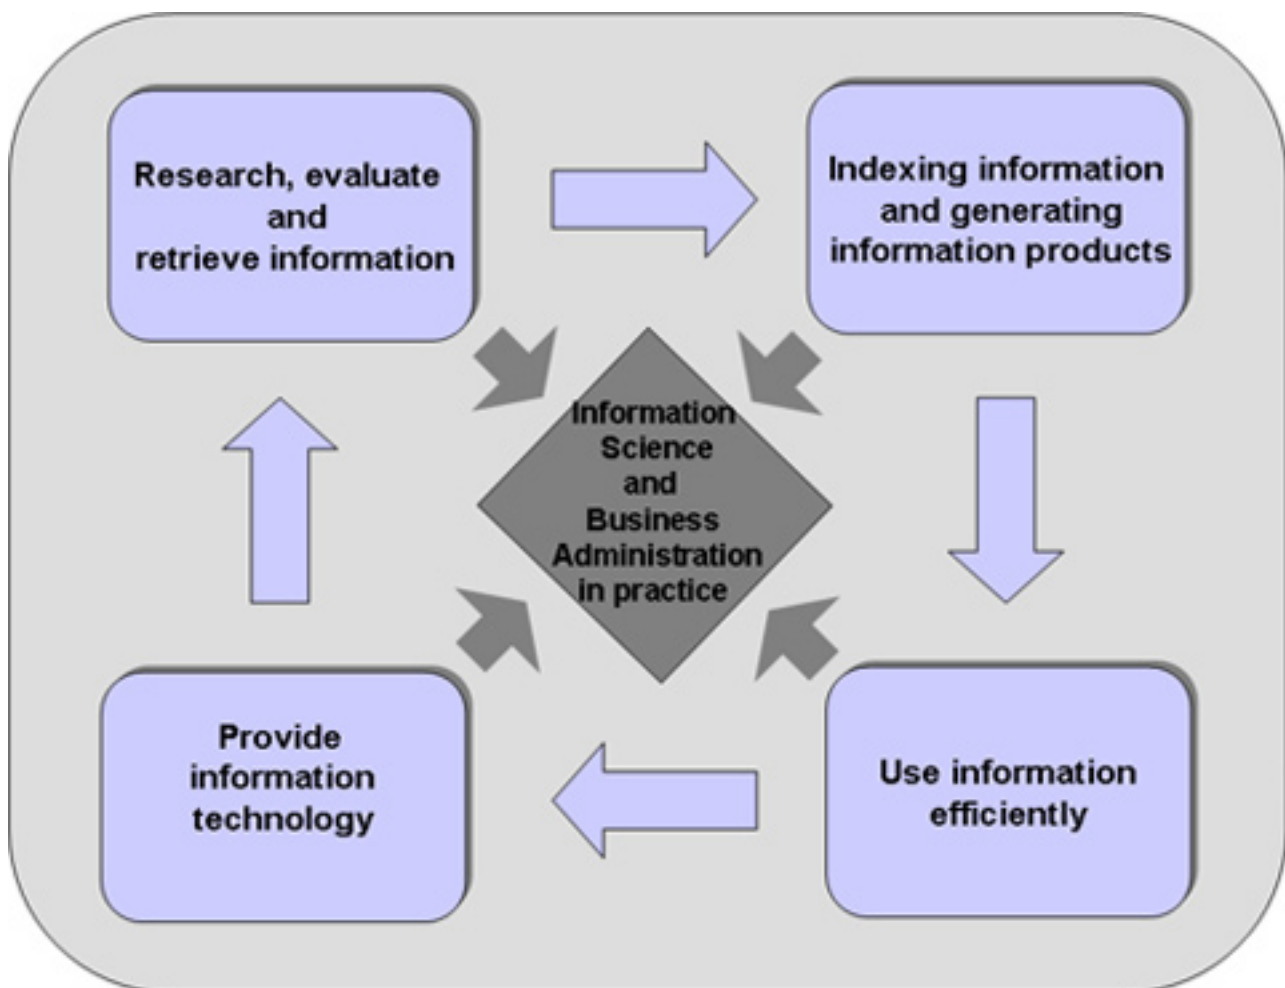 Research, evaluate
and
retrieve information
Indexing information
and generating
information products
Information
Science
and
Business
Administration
in practice
Provide
information
technology
Use information
efficiently